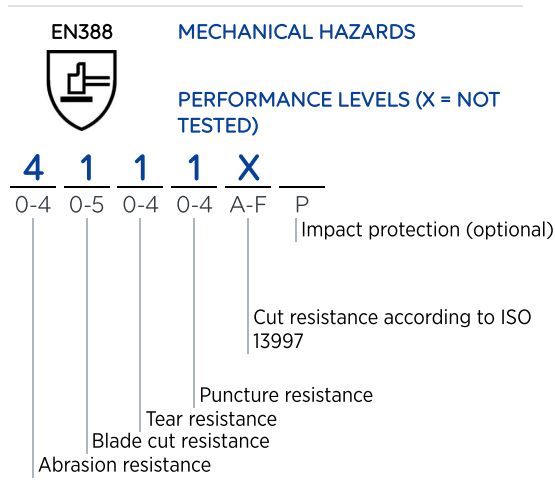 EN388
MECHANICAL HAZARDS
PERFORMANCE LEVELS (X = NOT
TESTED)
4 1 1 1 X
0-4 0-5 0-4 0-4 A-F P
Impact protection (optional)
Cut resistance according to ISO
13997
Puncture resistance
Tear resistance
Blade cut resistance
Abrasion resistance